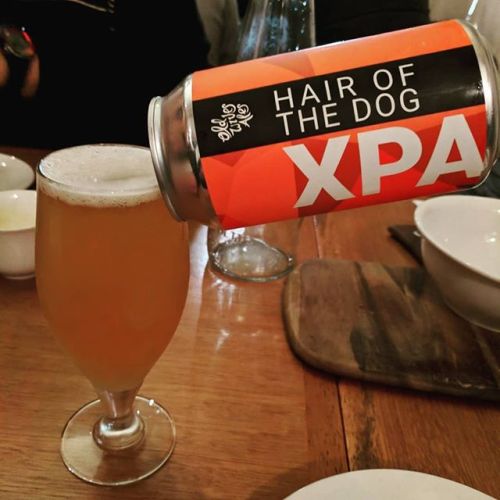 HAIR OF
THE DOG
XPA